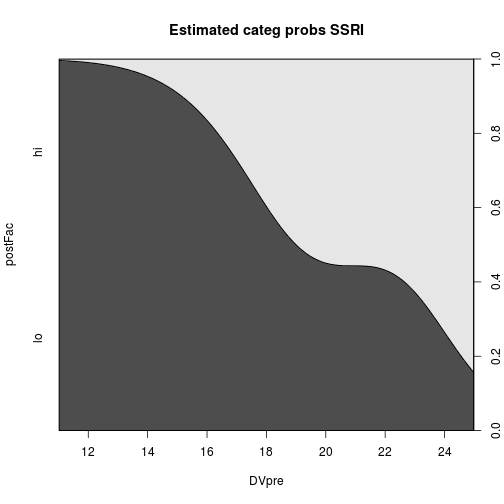 Estimated categ probs SSRI
postFac
hi
lo
1.0
0.8
0.6
0.4
0.2
0.0
12 14 16 18 20 22 24
DVpre